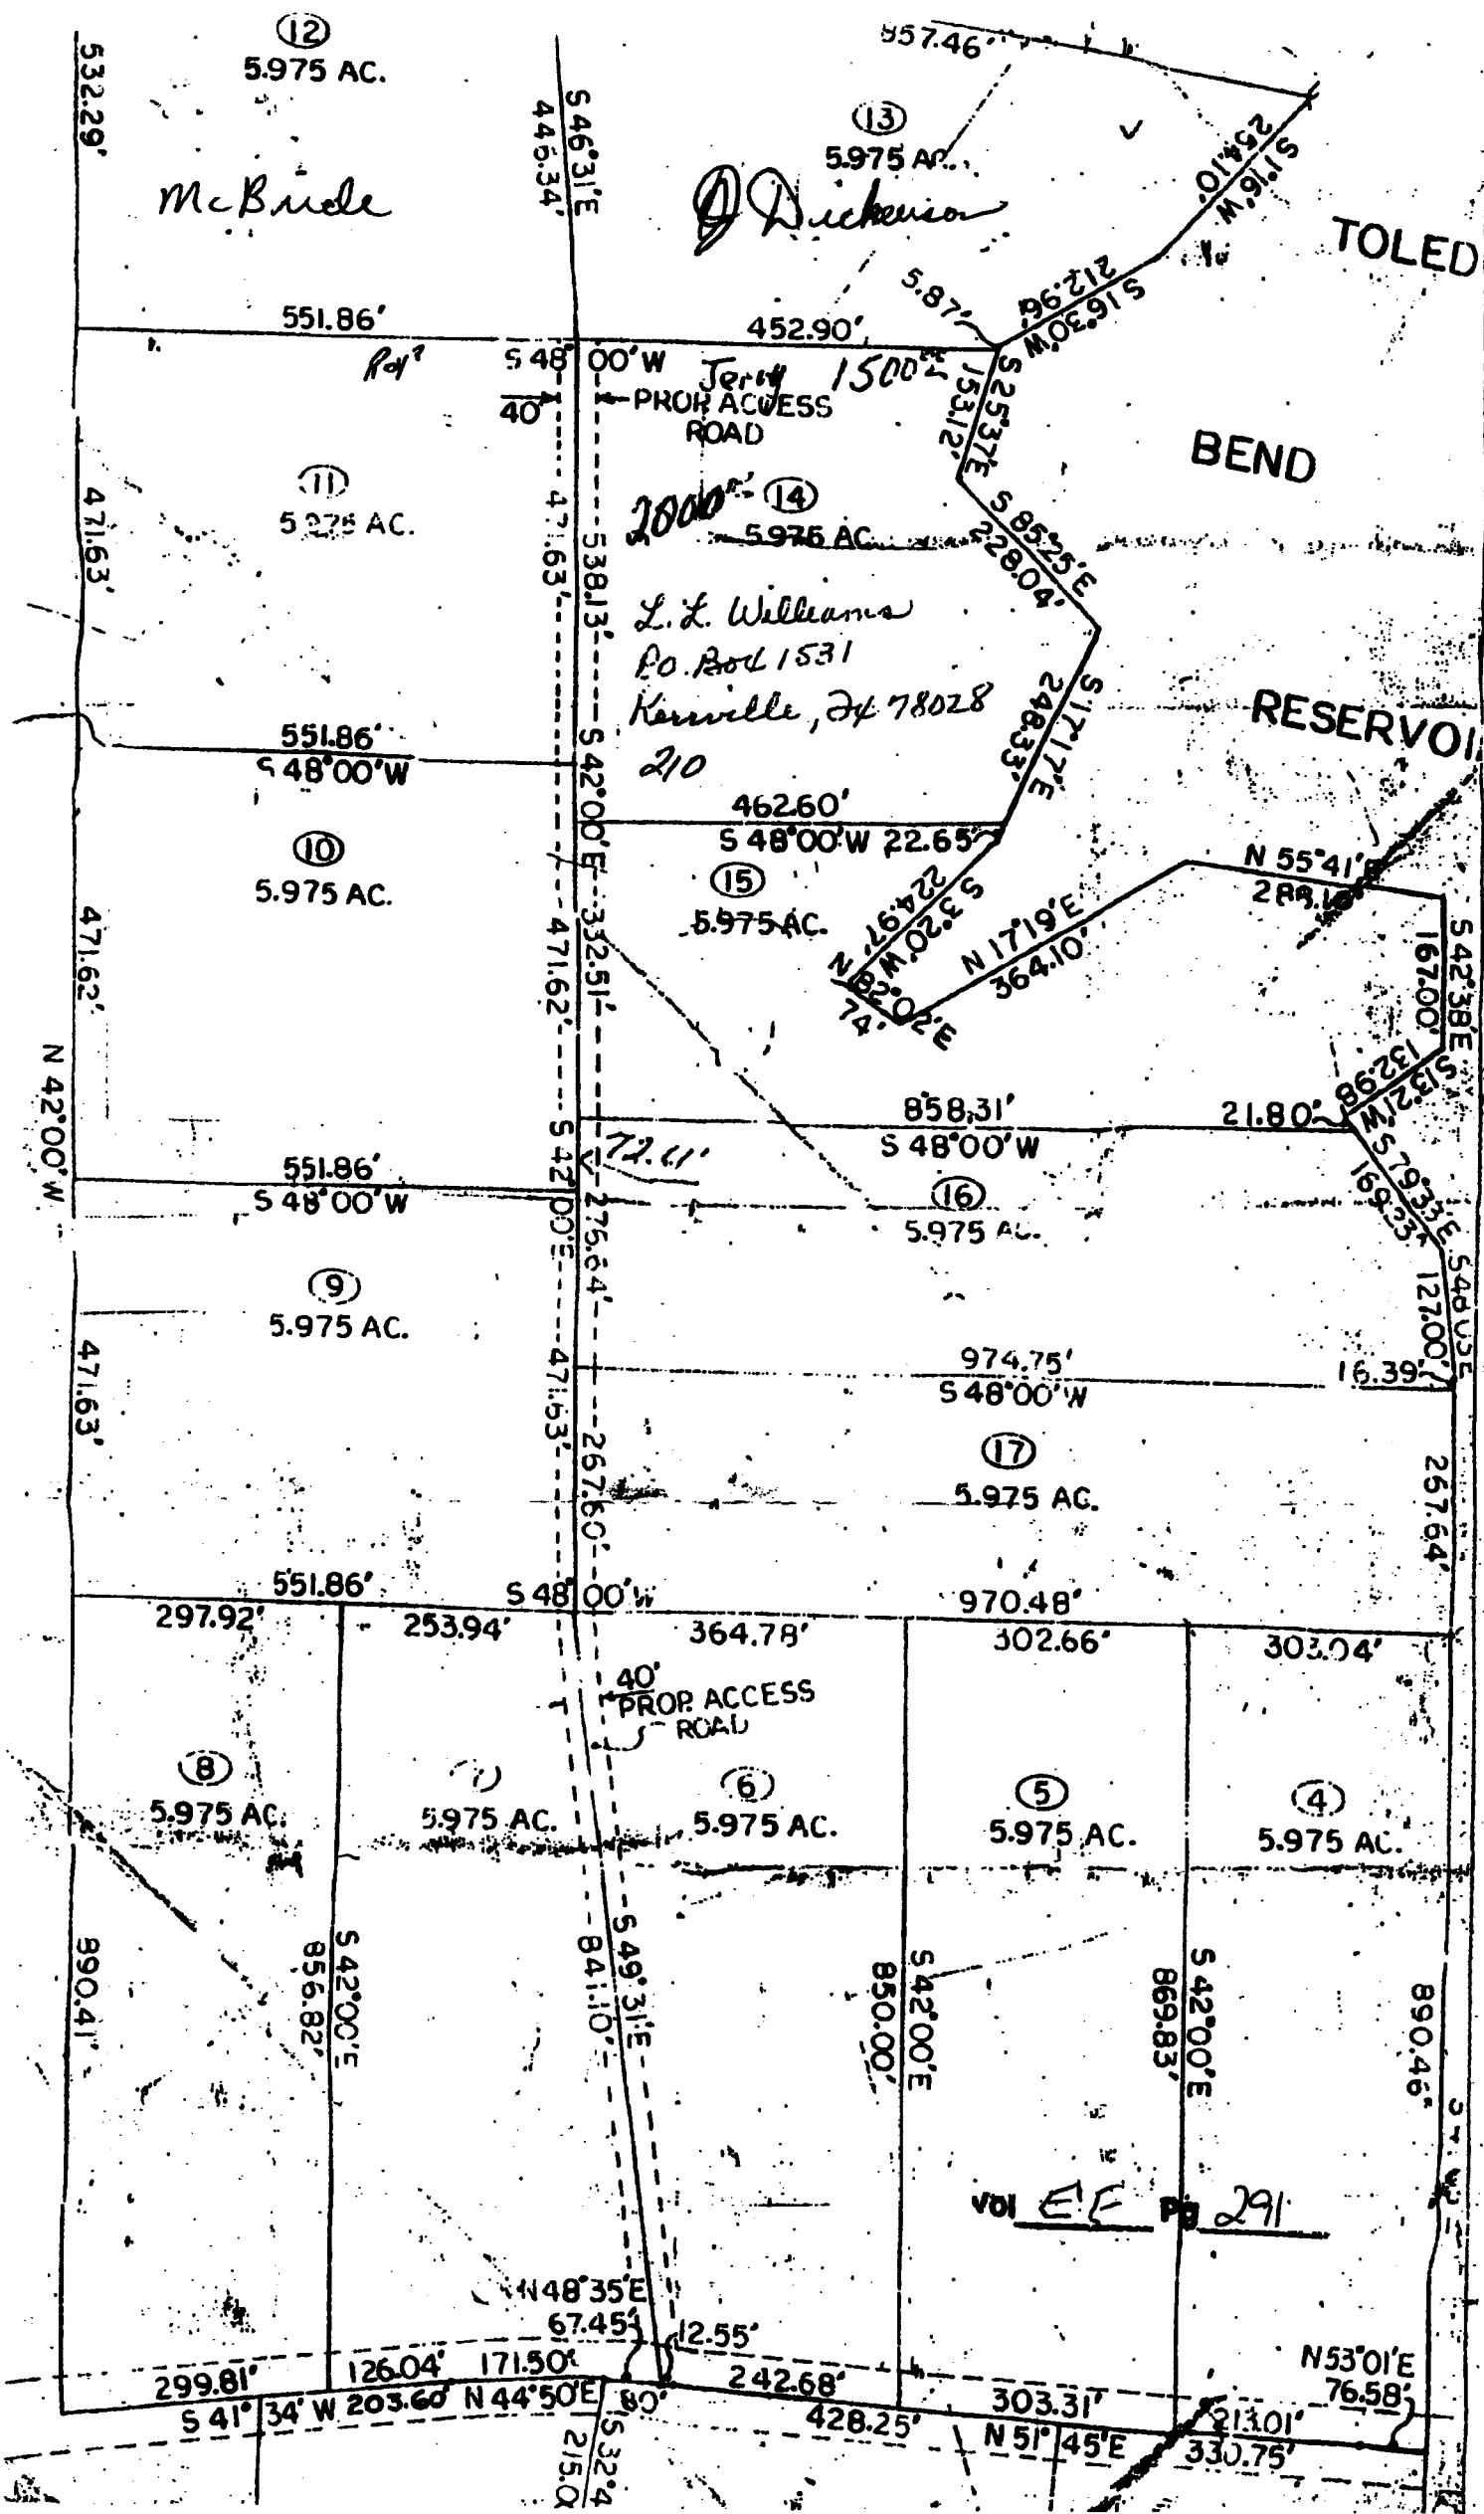 12
5.975 AC.
957.46'
532.29'
S 46°31'E
446.34'
13
5.975 AC.
McBride
Dickerson
S 1°16'W
254.10'
TOLED
212.96'
S 16°30'W
5.87'
551.86'
452.90'
S 48° 00'W
Jerry 1500
40'
PROP. ACCESS
ROAD
S 25°37'E
153.12'
BEND
11
471.63'
471.63'
538.13'
2000
14
5.975 AC.
S 85°25'E
228.04'
L.L. Williams
P.O. Box 1531
Kerrville, Tx 78028
210
S 17°17'E
248.33'
RESERVOI
551.86'
S 48°00'W
S 42°00'E
462.60'
S 48°00'W 22.65'
10
5.975 AC.
15
5.975 AC.
N 55°41'
S 3°20'W
224.97'
N 17°16'E
364.10'
N 82°02'E
74'
S 42°38'E
167.00'
471.62'
471.62'
332.51'
N 42°00'W
S 13°21'W
132.98
858.31'
S 48°00'W
21.80'
551.86'
S 48°00'W
S 42°00'E
275.64'
16
5.975 AC.
S 79°33'E
169.23'
127.00'
9
5.975 AC.
471.63'
471.63'
974.75'
S 48°00'W
16.39'
267.60'
17
5.975 AC.
267.64'
551.86'
S 48° 00'W
970.48'
297.92'
253.94'
364.78'
302.66'
303.04'
40'
PROP. ACCESS
ROAD
8
5.975 AC.
5.975 AC.
6
5.975 AC.
5
5.975 AC.
4
5.975 AC.
890.41'
S 42°00'E
856.82'
S 49°31'E
841.10'
S 42°00'E
850.00'
S 42°00'E
869.83'
890.46'
Vol EE Pg 291
N 48°35'E
67.45'
12.55'
N 53°01'E
76.58'
299.81'
126.04'
171.50'
242.68'
303.31'
213.01'
S 41° 34' W 203.60' N 44°50'E
80'
428.25'
N 51° 45'E
330.75'
S 32°4
215.0